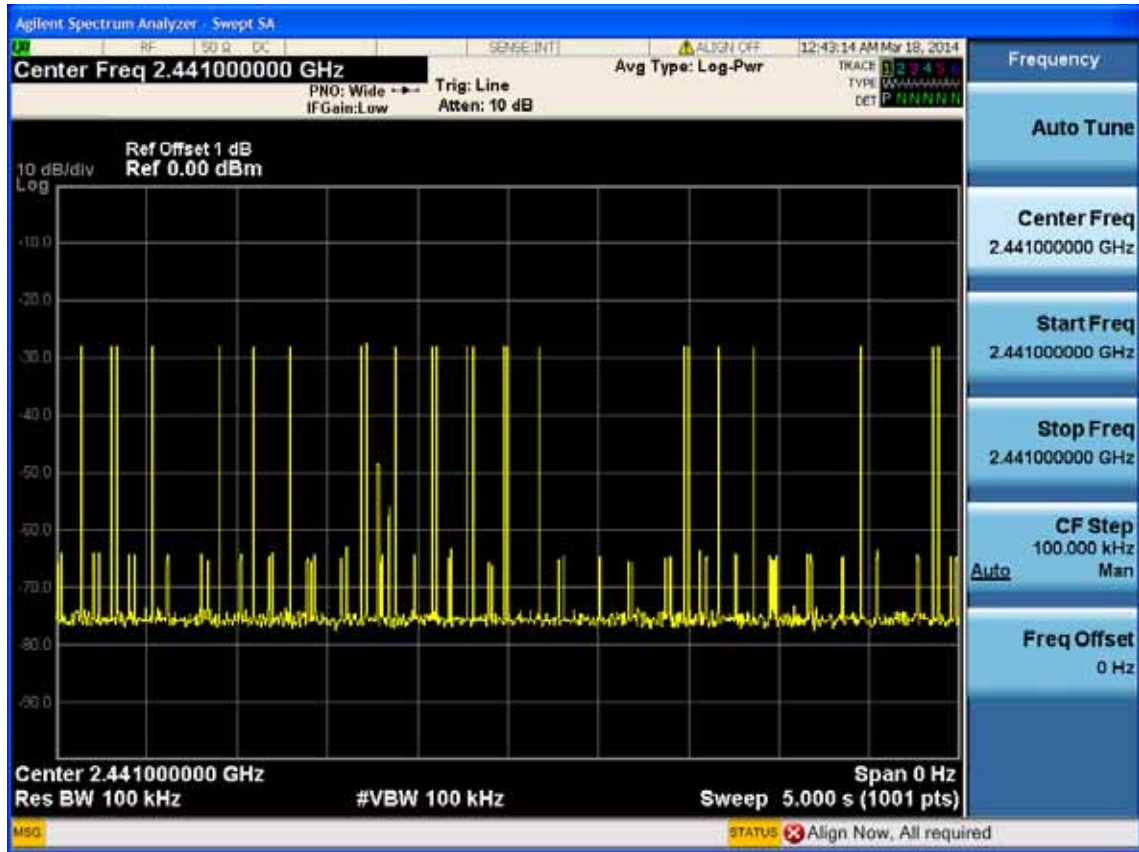 Agilent Spectrum Analyzer - Swept SA
RF 50 Ω DC SENSE:INT ALIGN OFF 12:43:14 AM Mar 18, 2014
Center Freq 2.441000000 GHz
PNO: Wide
IFGain:Low
Trig: Line
Atten: 10 dB
Avg Type: Log-Pwr
TRACE 1 2 3 4 5 6
TYPE
DET P N N N N N
Ref Offset 1 dB
10 dB/div Ref 0.00 dBm
Log
-10.0
-20.0
-30.0
-40.0
-50.0
-60.0
-70.0
-80.0
-90.0
Center 2.441000000 GHz Span 0 Hz
Res BW 100 kHz #VBW 100 kHz Sweep 5.000 s (1001 pts)
MSG STATUS Align Now, All required
Frequency
Auto Tune
Center Freq
2.441000000 GHz
Start Freq
2.441000000 GHz
Stop Freq
2.441000000 GHz
CF Step
100.000 kHz
Auto Man
Freq Offset
0 Hz